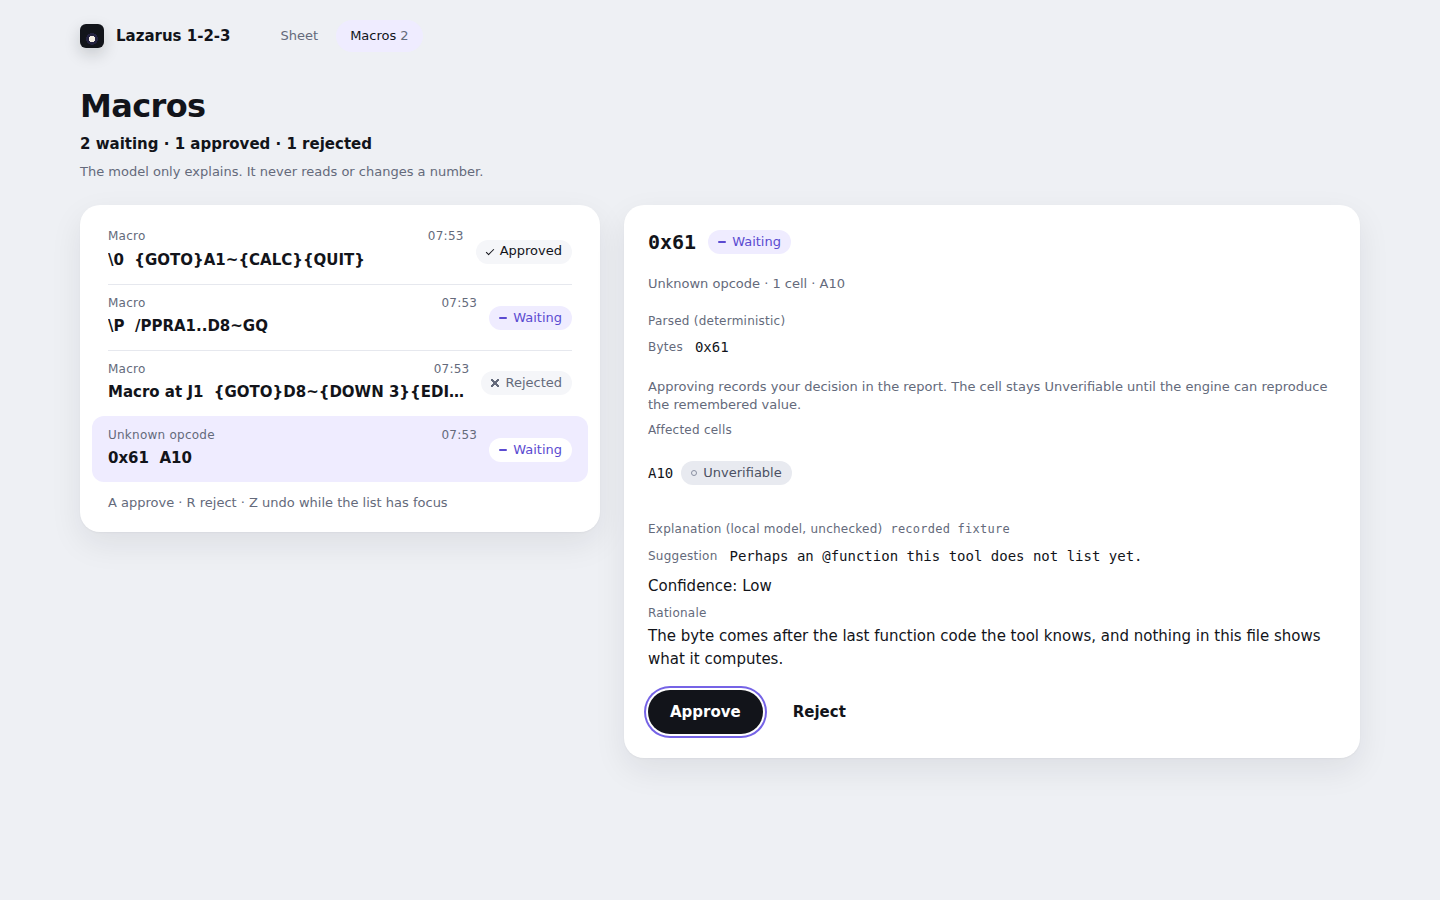 Lazarus 1-2-3
Sheet
Macros 2
Macros
2 waiting · 1 approved · 1 rejected
The model only explains. It never reads or changes a number.
Macro
07:53
\0 {GOTO}A1~{CALC}{QUIT}
Approved
Macro
07:53
\P /PPRA1..D8~GQ
Waiting
Macro
07:53
Macro at J1 {GOTO}D8~{DOWN 3}{EDI…
Rejected
Unknown opcode
07:53
0x61 A10
Waiting
A approve · R reject · Z undo while the list has focus
0x61
Waiting
Unknown opcode · 1 cell · A10
Parsed (deterministic)
Bytes 0x61
Approving records your decision in the report. The cell stays Unverifiable until the engine can reproduce
the remembered value.
Affected cells
A10 Unverifiable
Explanation (local model, unchecked) recorded fixture
Suggestion Perhaps an @function this tool does not list yet.
Confidence: Low
Rationale
The byte comes after the last function code the tool knows, and nothing in this file shows
what it computes.
Approve
Reject